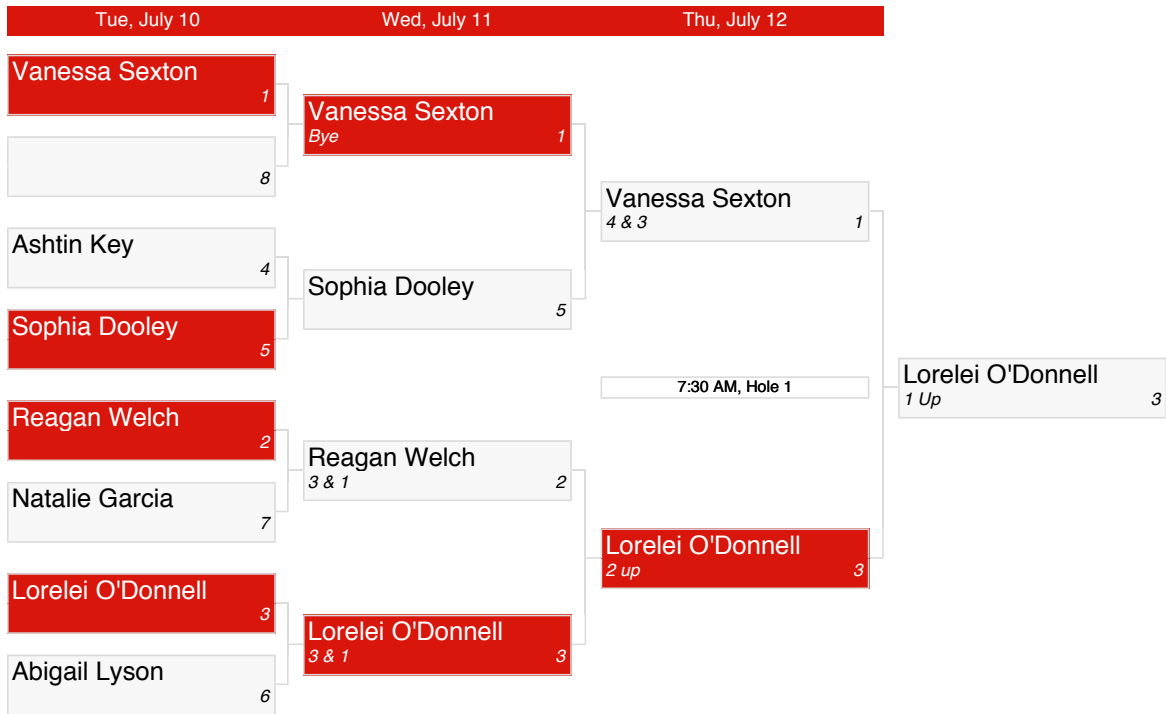 Tue, July 10
Wed, July 11
Thu, July 12
Vanessa Sexton
1
8
Ashtin Key
4
Sophia Dooley
5
Reagan Welch
2
Natalie Garcia
7
Lorelei O'Donnell
3
Abigail Lyson
6
Vanessa Sexton
Bye 1
Sophia Dooley
5
Reagan Welch
3 & 1 2
Lorelei O'Donnell
3 & 1 3
Vanessa Sexton
4 & 3 1
7:30 AM, Hole 1
Lorelei O'Donnell
2 up 3
Lorelei O'Donnell
1 Up 3